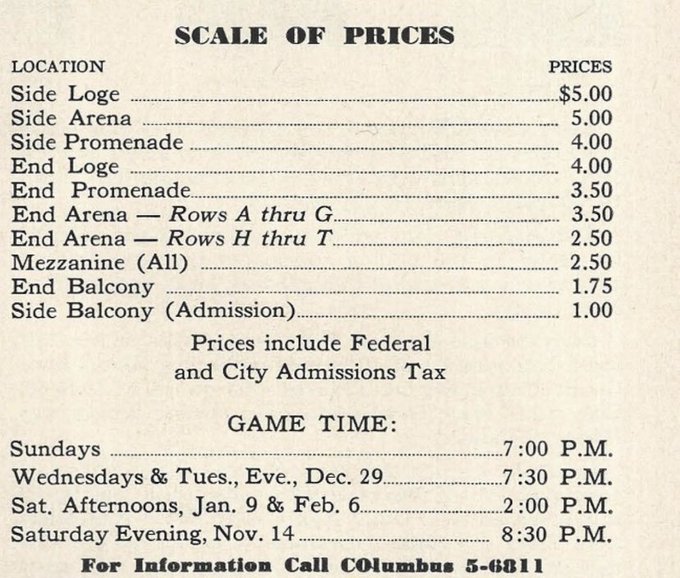 SCALE OF PRICES
LOCATION PRICES
Side Loge $5.00
Side Arena 5.00
Side Promenade 4.00
End Loge 4.00
End Promenade 3.50
End Arena — Rows A thru G 3.50
End Arena — Rows H thru T 2.50
Mezzanine (All) 2.50
End Balcony 1.75
Side Balcony (Admission) 1.00
Prices include Federal
and City Admissions Tax
GAME TIME:
Sundays 7:00 P.M.
Wednesdays & Tues., Eve., Dec. 29 7:30 P.M.
Sat. Afternoons, Jan. 9 & Feb. 6 2:00 P.M.
Saturday Evening, Nov. 14 8:30 P.M.
For Information Call COlumbus 5-6811